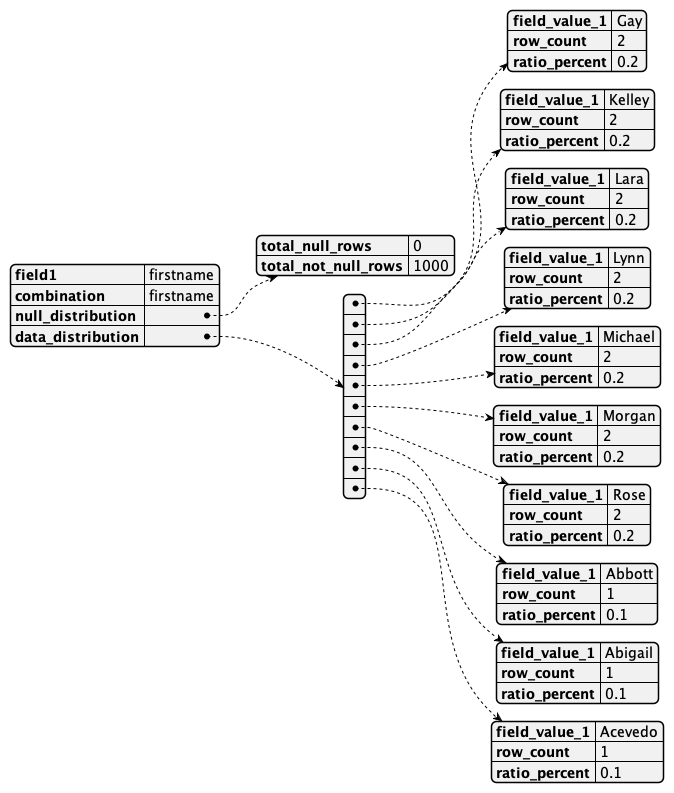 field1 firstname
combination firstname
null_distribution
data_distribution
total_null_rows 0
total_not_null_rows 1000
field_value_1 Gay
row_count 2
ratio_percent 0.2
field_value_1 Kelley
row_count 2
ratio_percent 0.2
field_value_1 Lara
row_count 2
ratio_percent 0.2
field_value_1 Lynn
row_count 2
ratio_percent 0.2
field_value_1 Michael
row_count 2
ratio_percent 0.2
field_value_1 Morgan
row_count 2
ratio_percent 0.2
field_value_1 Rose
row_count 2
ratio_percent 0.2
field_value_1 Abbott
row_count 1
ratio_percent 0.1
field_value_1 Abigail
row_count 1
ratio_percent 0.1
field_value_1 Acevedo
row_count 1
ratio_percent 0.1